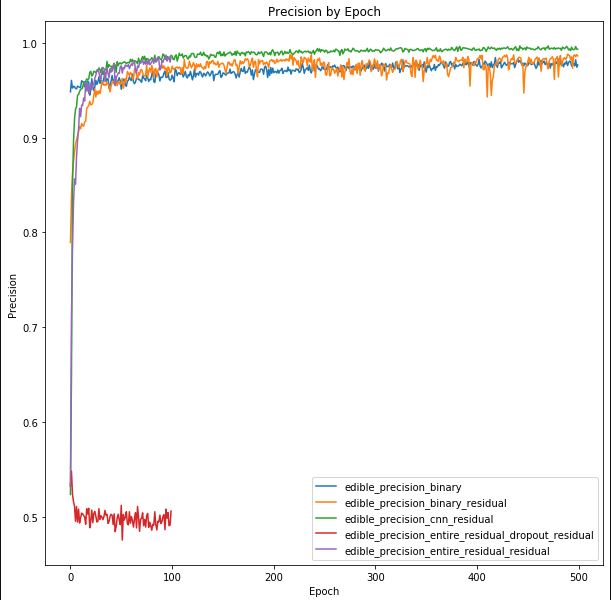 Precision by Epoch
1.0
0.9
0.8
0.7
0.6
0.5
Precision
0 100 200 300 400 500
Epoch
edible_precision_binary
edible_precision_binary_residual
edible_precision_cnn_residual
edible_precision_entire_residual_dropout_residual
edible_precision_entire_residual_residual